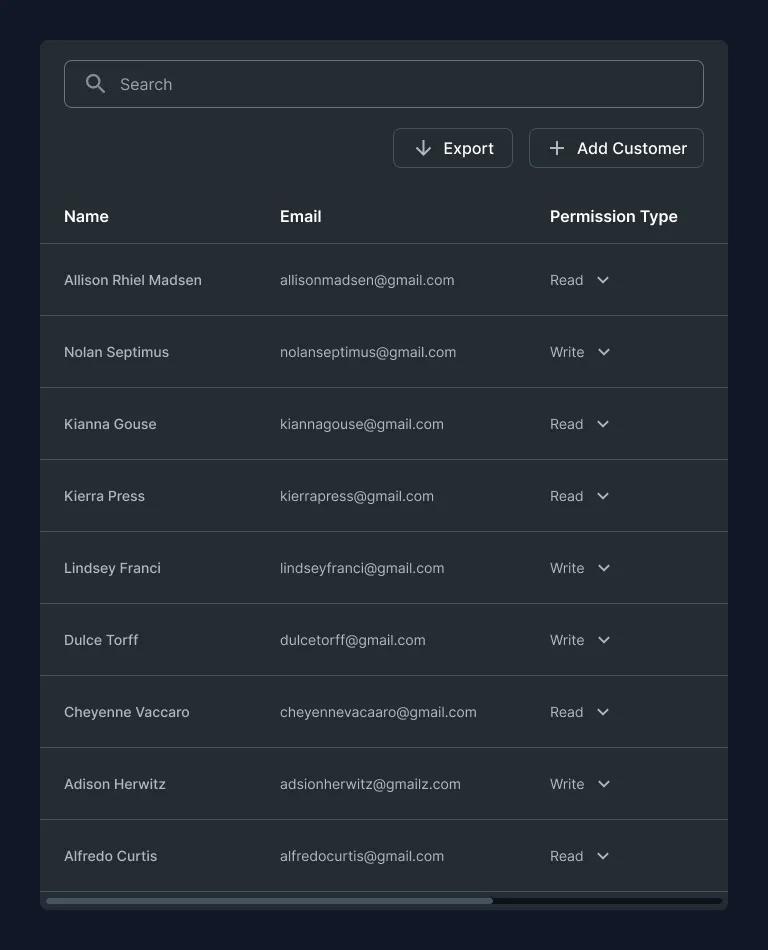 Search
Export
Add Customer
Name Email Permission Type
Allison Rhiel Madsen allisonmadsen@gmail.com Read
Nolan Septimus nolanseptimus@gmail.com Write
Kianna Gouse kiannagouse@gmail.com Read
Kierra Press kierrapress@gmail.com Read
Lindsey Franci lindseyfranci@gmail.com Write
Dulce Torff dulcetorff@gmail.com Write
Cheyenne Vaccaro cheyennevacaaro@gmail.com Read
Adison Herwitz adsionherwitz@gmailz.com Write
Alfredo Curtis alfredocurtis@gmail.com Read